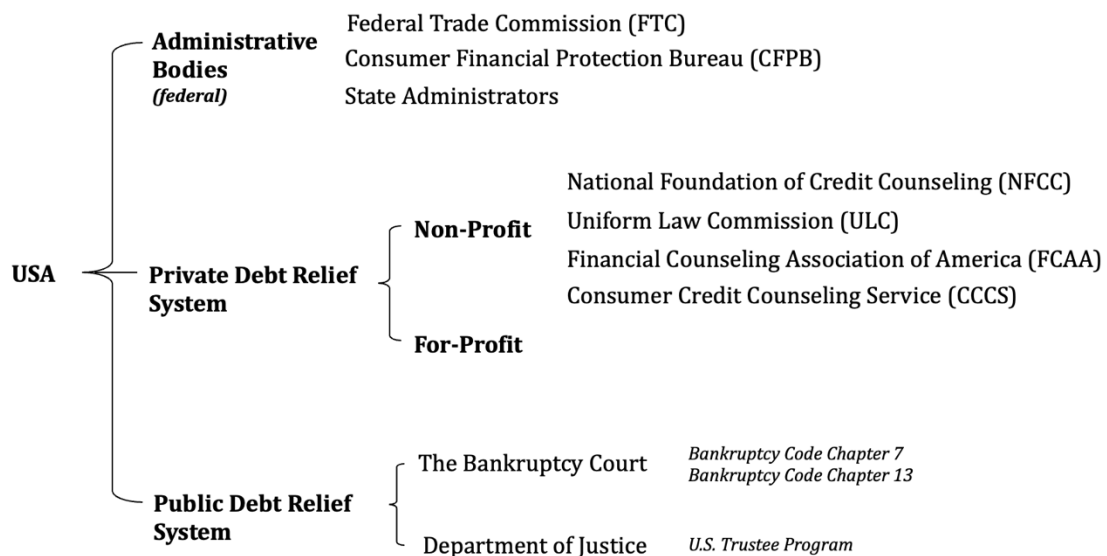 Administrative
Bodies
(federal)
Federal Trade Commission (FTC)
Consumer Financial Protection Bureau (CFPB)
State Administrators
USA
Private Debt Relief
System
Non-Profit
National Foundation of Credit Counseling (NFCC)
Uniform Law Commission (ULC)
Financial Counseling Association of America (FCAA)
Consumer Credit Counseling Service (CCCS)
For-Profit
Public Debt Relief
System
The Bankruptcy Court
Bankruptcy Code Chapter 7
Bankruptcy Code Chapter 13
Department of Justice
U.S. Trustee Program